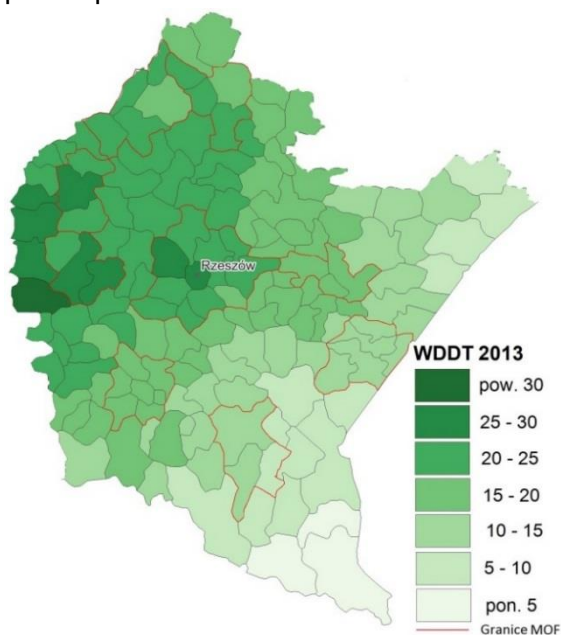 Rzeszów
WDDT 2013
pow. 30
25 - 30
20 - 25
15 - 20
10 - 15
5 - 10
pon. 5
Granice MOF